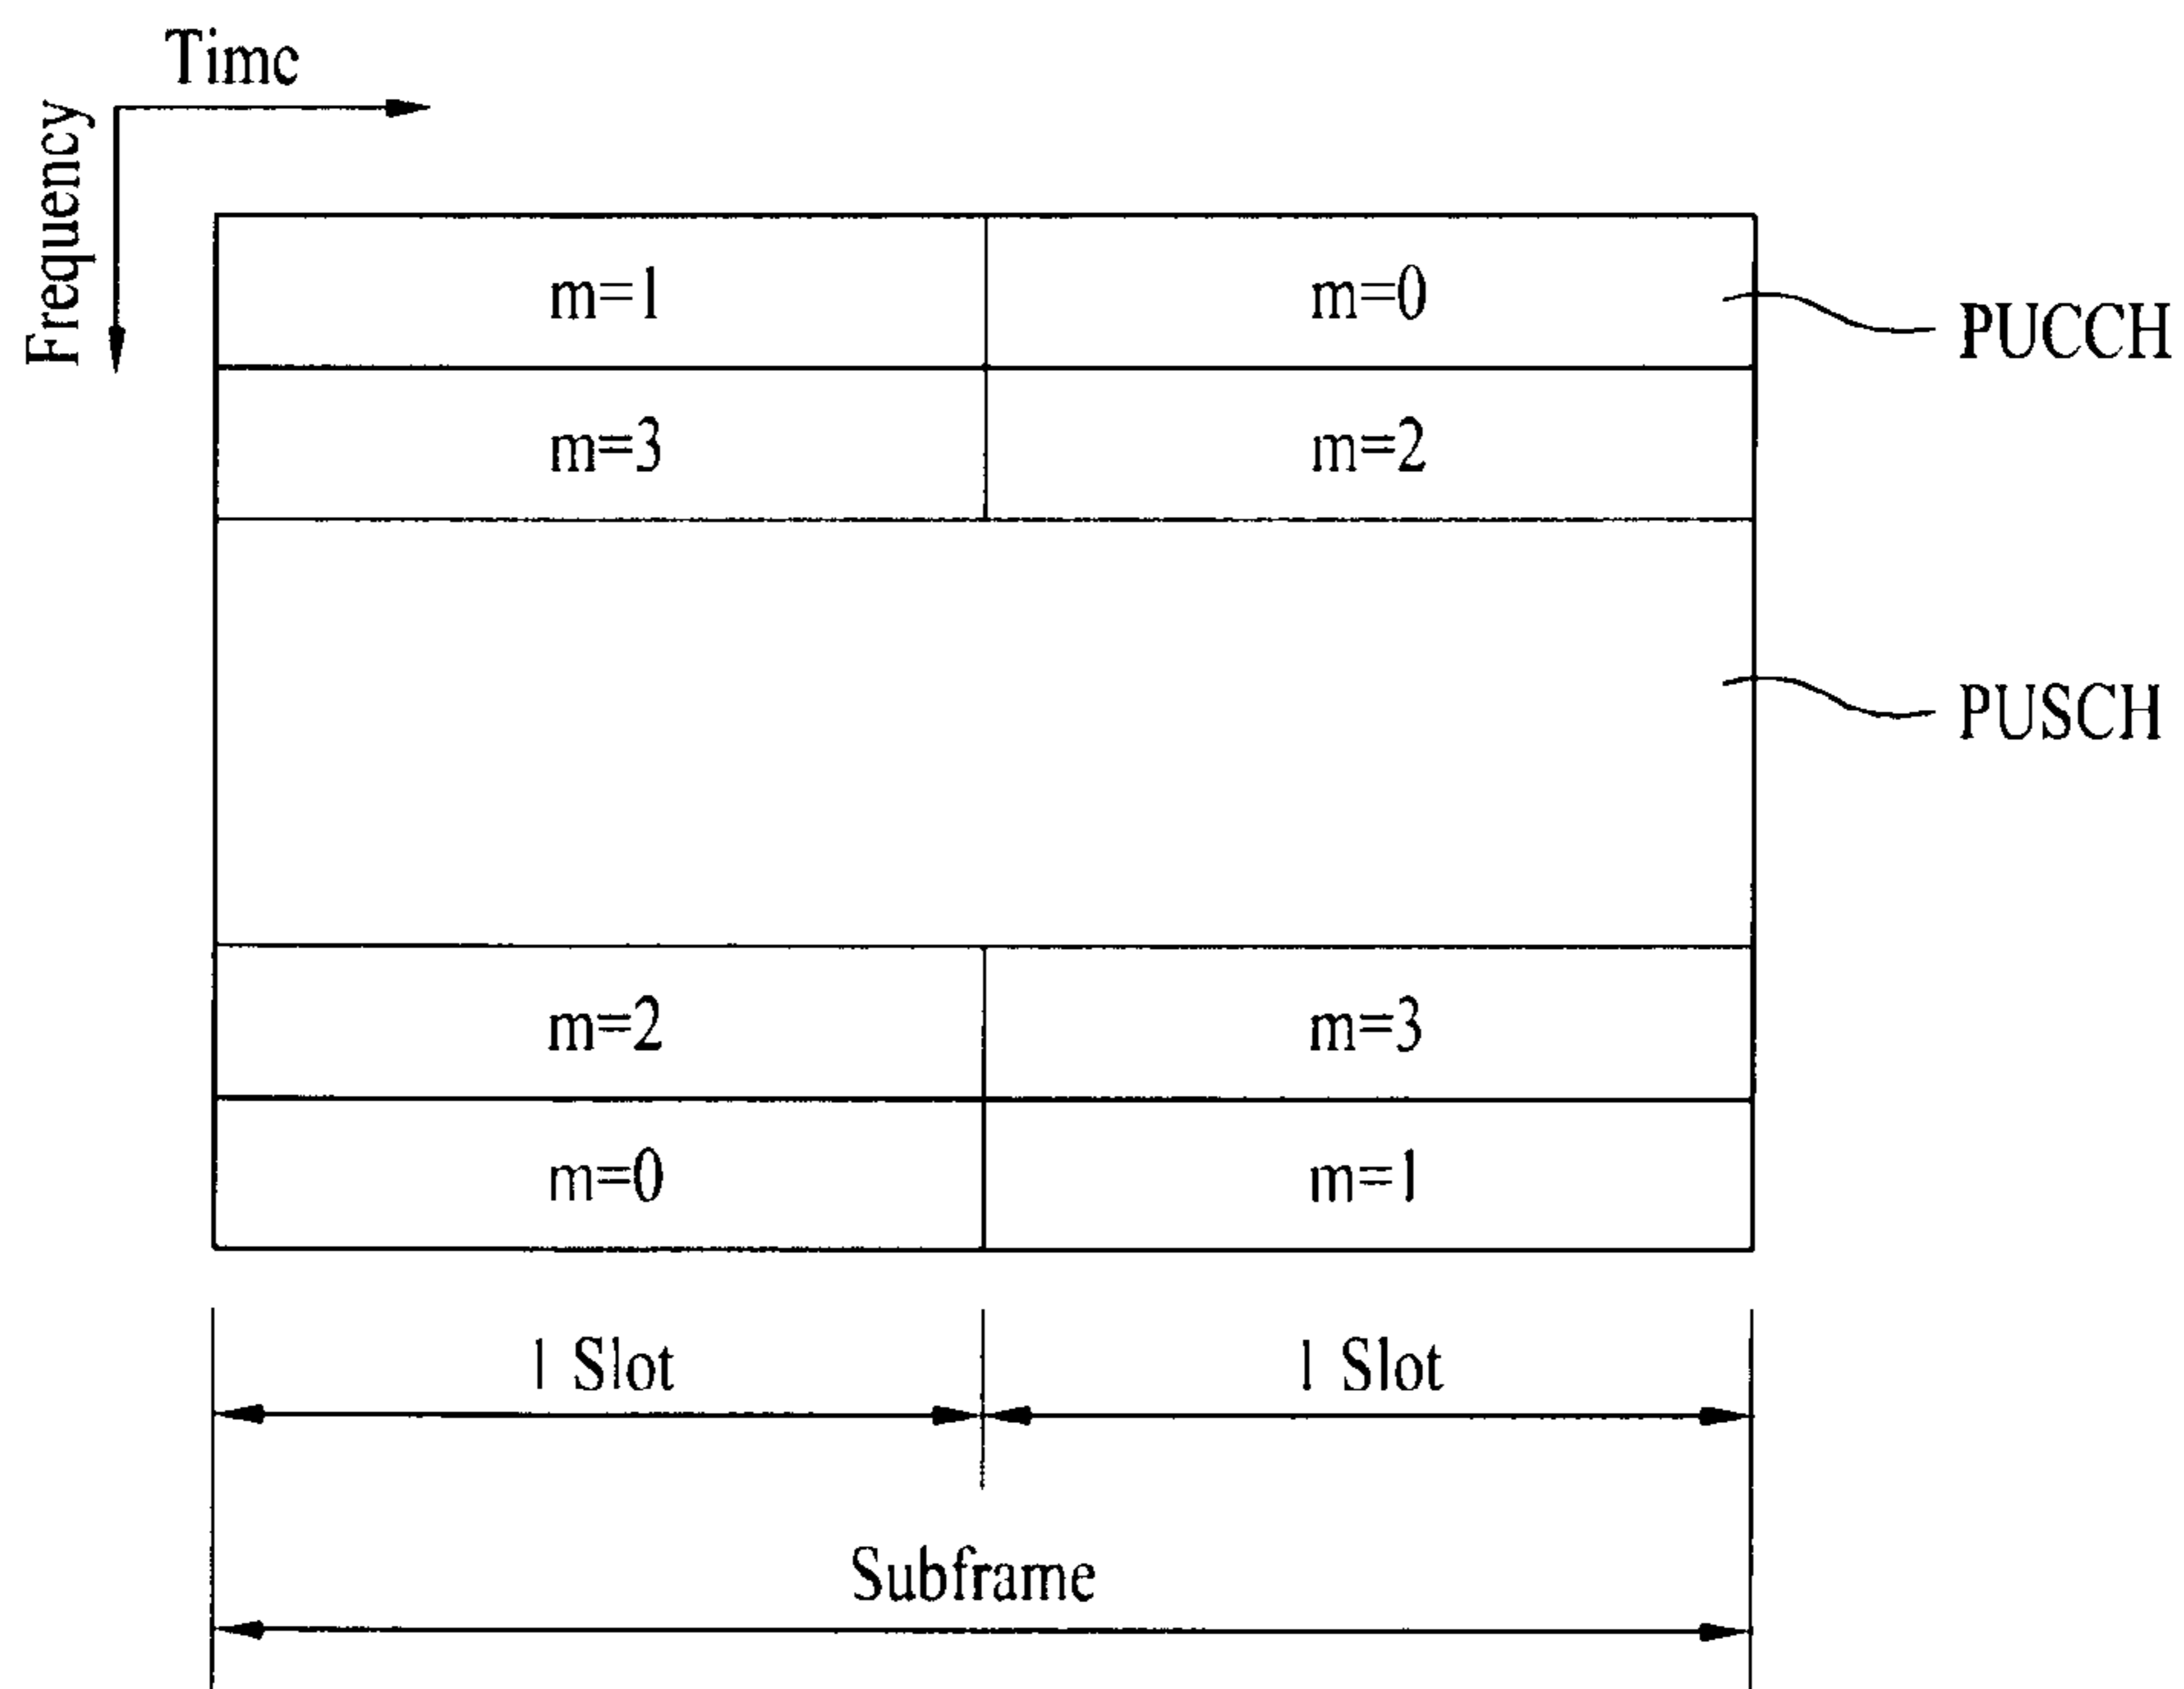 Time
Frequency
m=1
m=0
PUCCH
m=3
m=2
PUSCH
m=2
m=3
m=0
m=1
1 Slot
1 Slot
Subframe